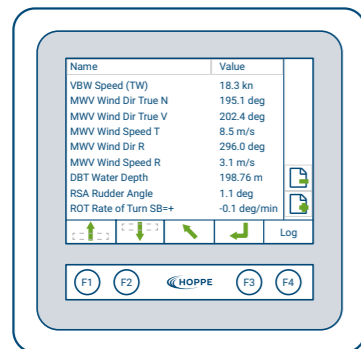 Name Value
VBW Speed (TW) 18.3 kn
MWV Wind Dir True N 195.1 deg
MWV Wind Dir True V 202.4 deg
MWV Wind Speed T 8.5 m/s
MWV Wind Dir R 296.0 deg
MWV Wind Speed R 3.1 m/s
DBT Water Depth 198.76 m
RSA Rudder Angle 1.1 deg
ROT Rate of Turn SB=+ -0.1 deg/min
Log
F1 F2 HOPPE F3 F4